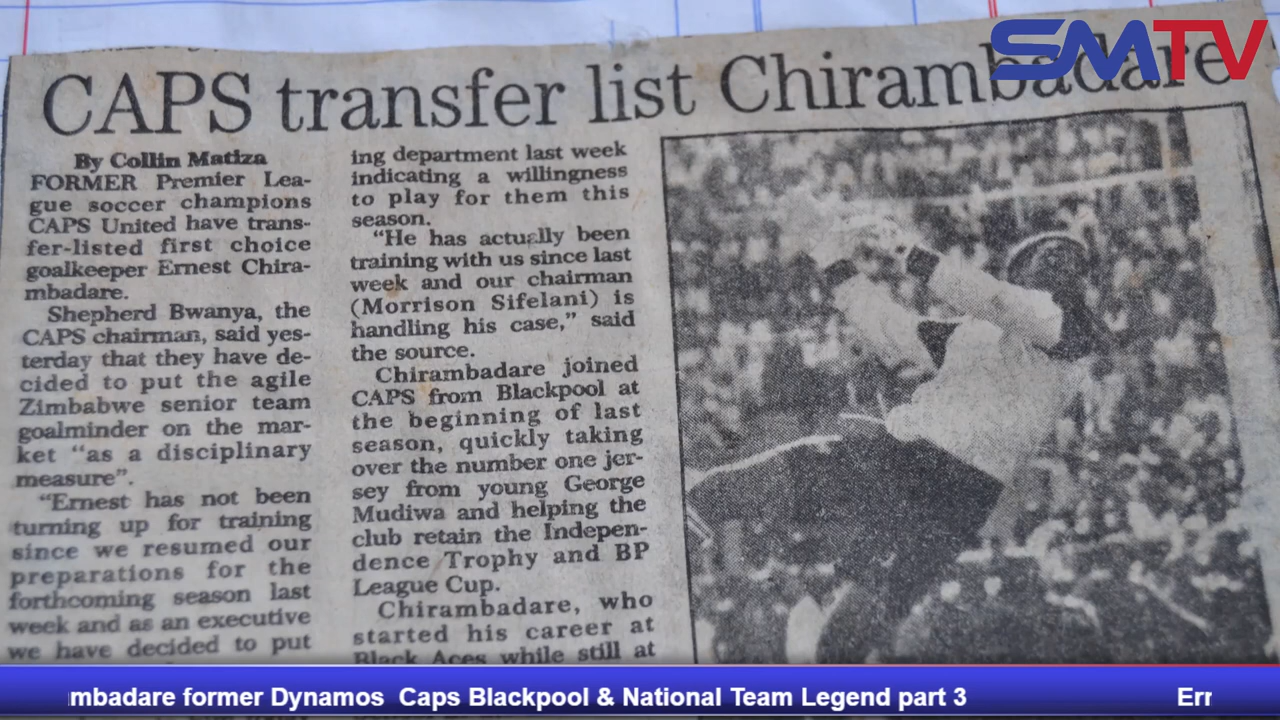 SMTV
CAPS transfer list Chirambadare
By Collin Matiza
FORMER Premier Lea-
gue soccer champions
CAPS United have trans-
fer-listed first choice
goalkeeper Ernest Chira-
mbadare.
Shepherd Bwanya, the
CAPS chairman, said yes-
terday that they have de-
cided to put the agile
Zimbabwe senior team
goalminder on the mar-
ket “as a disciplinary
measure”.
“Ernest has not been
turning up for training
since we resumed our
preparations for the
forthcoming season last
week and as an executive
we have decided to put
ing department last week
indicating a willingness
to play for them this
season.
“He has actually been
training with us since last
week and our chairman
(Morrison Sifelani) is
handling his case,” said
the source.
Chirambadare joined
CAPS from Blackpool at
the beginning of last
season, quickly taking
over the number one jer-
sey from young George
Mudiwa and helping the
club retain the Indepen-
dence Trophy and BP
League Cup.
Chirambadare, who
started his career at
Black Aces while still at
mbadare former Dynamos Caps Blackpool & National Team Legend part 3
Err